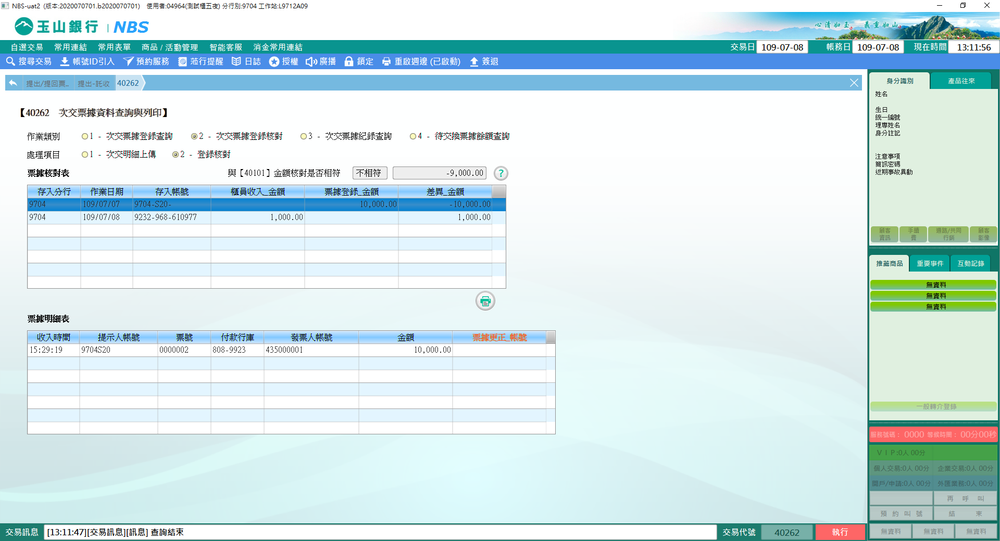 NBS-uat2 (版本:2020070701.b2020070701) 使用者:04964(測試櫃五夜) 分行別:9704 工作站:L9712A09
玉山銀行 | NBS
心清如玉。 義重如山。
自選交易 常用連結 常用表單 商品 / 活動管理 智能客服 消金常用連結 交易日 109-07-08 帳務日 109-07-08 現在時間 13:11:56
搜尋交易 帳號ID引入 預約服務 蒞行提醒 日誌 授權 廣播 鎖定 重啟週邊 (已啟動) 簽退
提出/提回票.. 提出-託收 40262
【40262 次交票據資料查詢與列印】
作業類別 1 - 次交票據登錄查詢 2 - 次交票據登錄核對 3 - 次交票據紀錄查詢 4 - 待交換票據餘額查詢
處理項目 1 - 次交明細上傳 2 - 登錄核對
票據核對表 與【40101】金額核對是否相符 不相符 -9,000.00 ?
存入分行 作業日期 存入帳號 櫃員收入_金額 票據登錄_金額 差異_金額
9704 109/07/07 9704-S20- 10,000.00 -10,000.00
9704 109/07/08 9232-968-610977 1,000.00 1,000.00
票據明細表
收入時間 提示人帳號 票號 付款行庫 發票人帳號 金額 票據更正_帳號
15:29:19 9704S20 0000002 808-9923 435000001 10,000.00
交易訊息 [13:11:47][交易訊息][訊息] 查詢結束 交易代號 40262 執行
身分識別 產品往來
姓名
生日
統一編號
理專姓名
身分註記
注意事項
簡訊密碼
近期事故異動
顧客資訊 手續費 通路/共同行銷 顧客影像
推薦商品 重要事件 互動記錄
無資料
無資料
無資料
一般轉介登錄
服務號碼: 0000 等候時間: 00分00秒
VIP:0人 00分
個人交易:0人 00分 企業交易:0人 00分
開戶/申請:0人 00分 外匯業務:0人 00分
再 呼 叫
預 約 叫 號 結 束
無資料 無資料 無資料